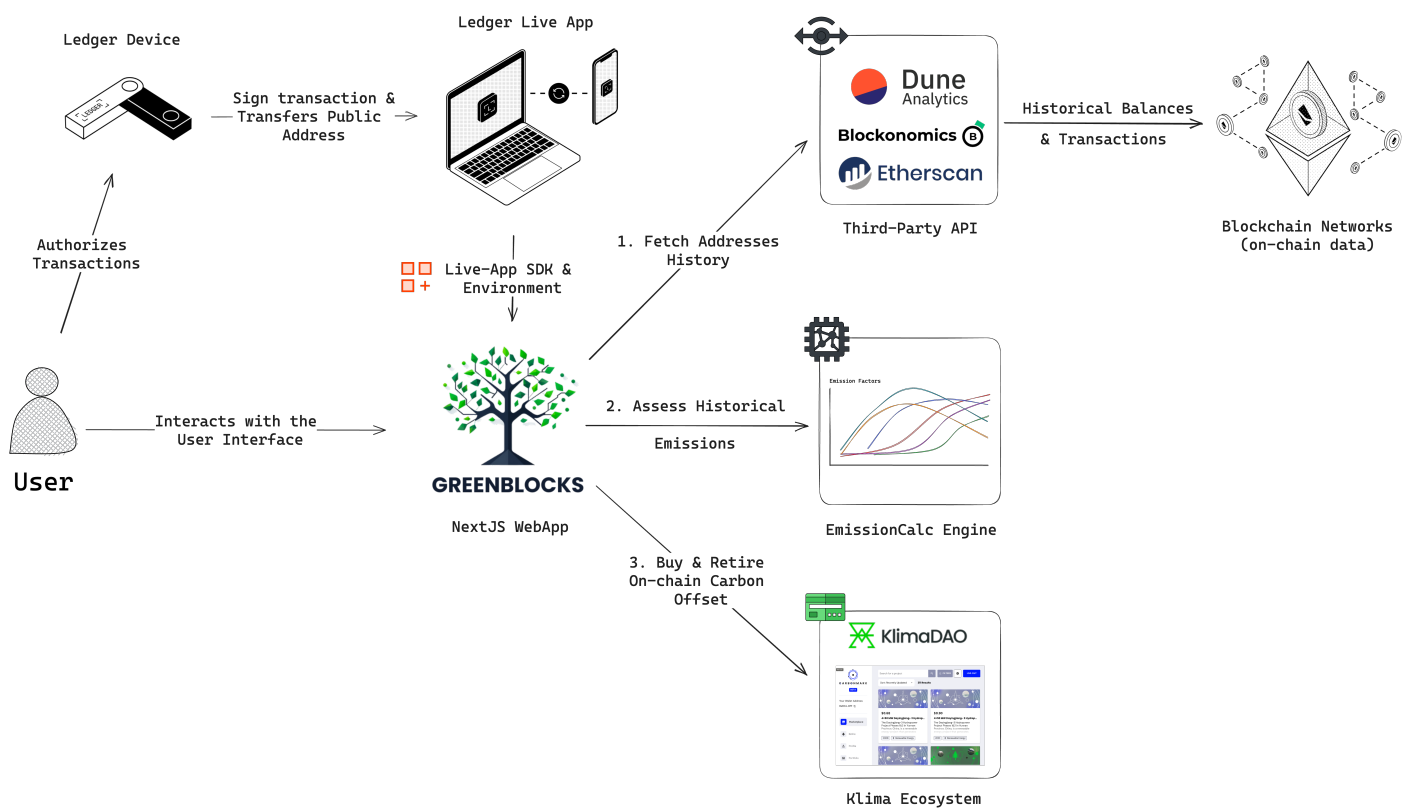 Ledger Live App
Ledger Device
Dune
Analytics
LEDGER
Sign transaction &
Transfers Public
Address
Historical Balances
& Transactions
Blockonomics
B
Etherscan
Third-Party API
Blockchain Networks
(on-chain data)
Authorizes
Transactions
1. Fetch Addresses
History
Live-App SDK &
Environment
Emission Factors
Interacts with the
User Interface
2. Assess Historical
Emissions
User
GREENBLOCKS
NextJS WebApp
EmissionCalc Engine
3. Buy & Retire
On-chain Carbon
Offset
KlimaDAO
Klima Ecosystem